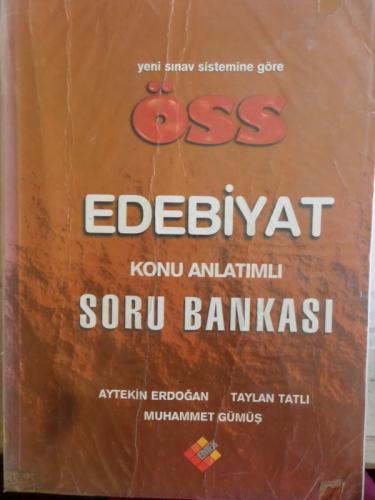 yeni sınav sistemine göre
ÖSS
EDEBİYAT
KONU ANLATIMLI
SORU BANKASI
AYTEKİN ERDOĞAN TAYLAN TATLI
MUHAMMET GÜMÜŞ